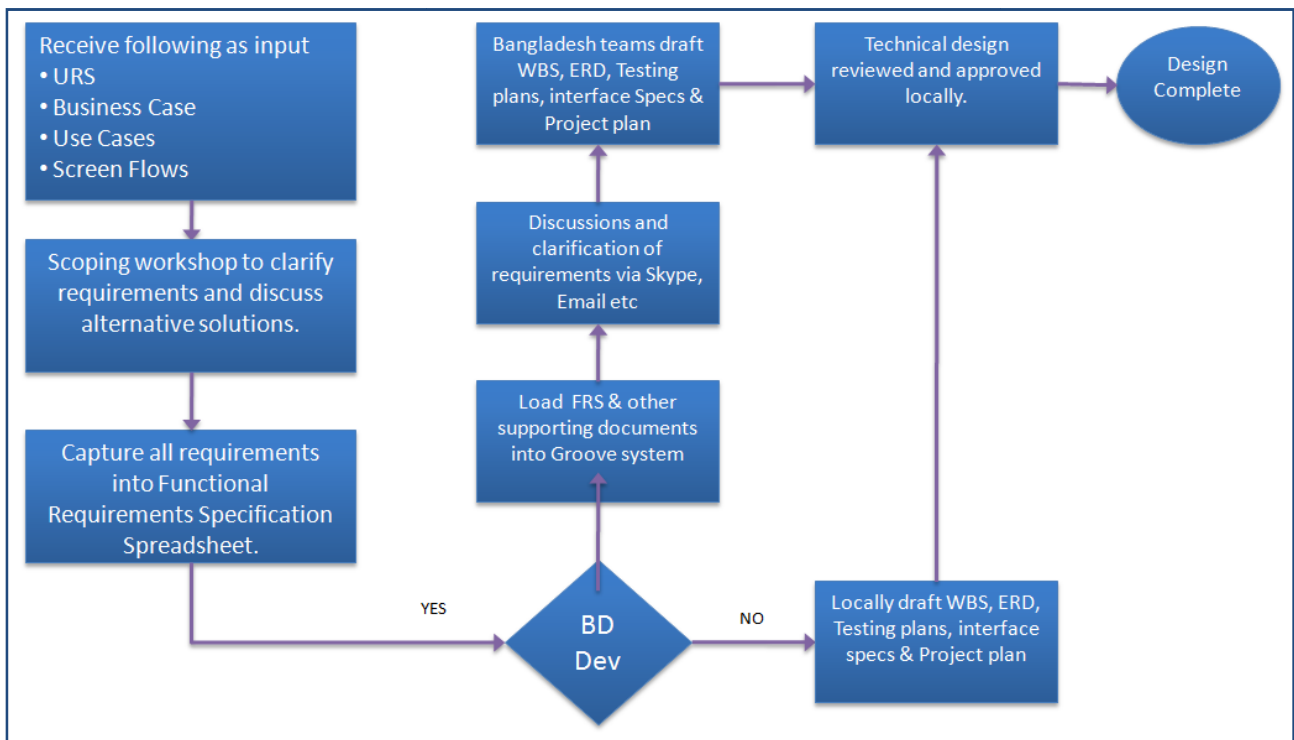 Receive following as input
• URS
• Business Case
• Use Cases
• Screen Flows
Scoping workshop to clarify
requirements and discuss
alternative solutions.
Capture all requirements
into Functional
Requirements Specification
Spreadsheet.
YES
BD
Dev
NO
Load  FRS & other
supporting documents
into Groove system
Discussions and
clarification of
requirements via Skype,
Email etc
Bangladesh teams draft
WBS, ERD, Testing
plans, interface Specs &
Project plan
Locally draft WBS, ERD,
Testing plans, interface
specs & Project plan
Technical design
reviewed and approved
locally.
Design
Complete